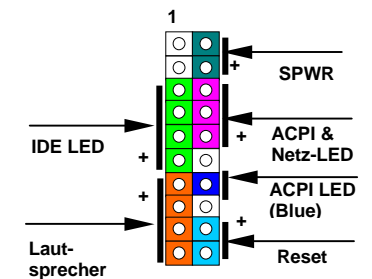 1
+
SPWR
IDE LED
+
+
ACPI &
Netz-LED
+
ACPI LED
(Blue)
+
Laut-
sprecher
Reset